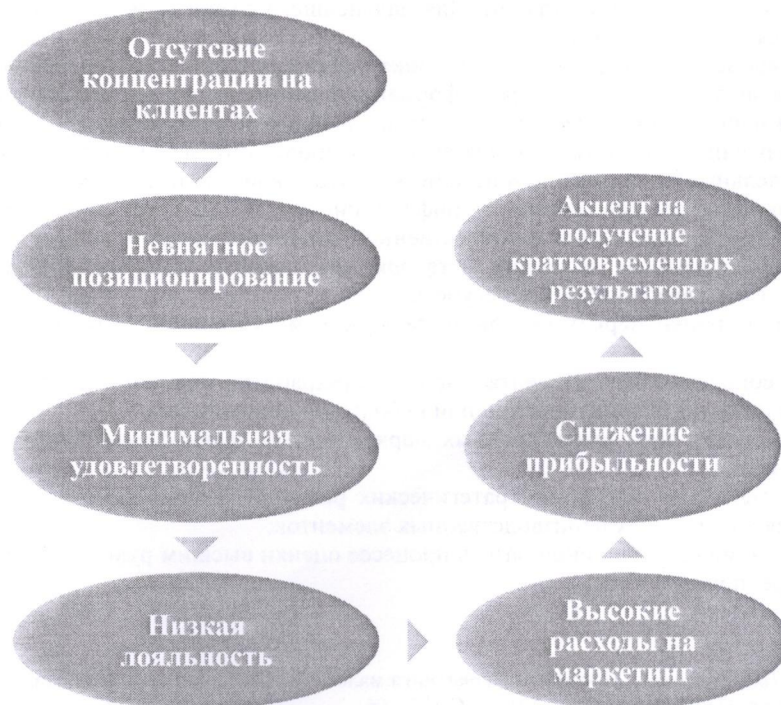 Отсутсвие
концентрации на
клиентах
Невнятное
позиционирование
Минимальная
удовлетворенность
Низкая
лояльность
Высокие
расходы на
маркетинг
Снижение
прибыльности
Акцент на
получение
кратковременных
результатов